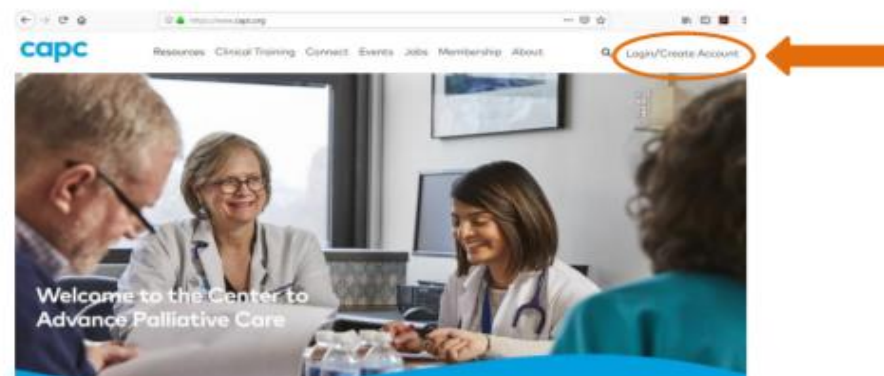 https://www.capc.org
capc
Resources Clinical Training Connect Events Jobs Membership About
Login/Create Account
Welcome to the Center to
Advance Palliative Care